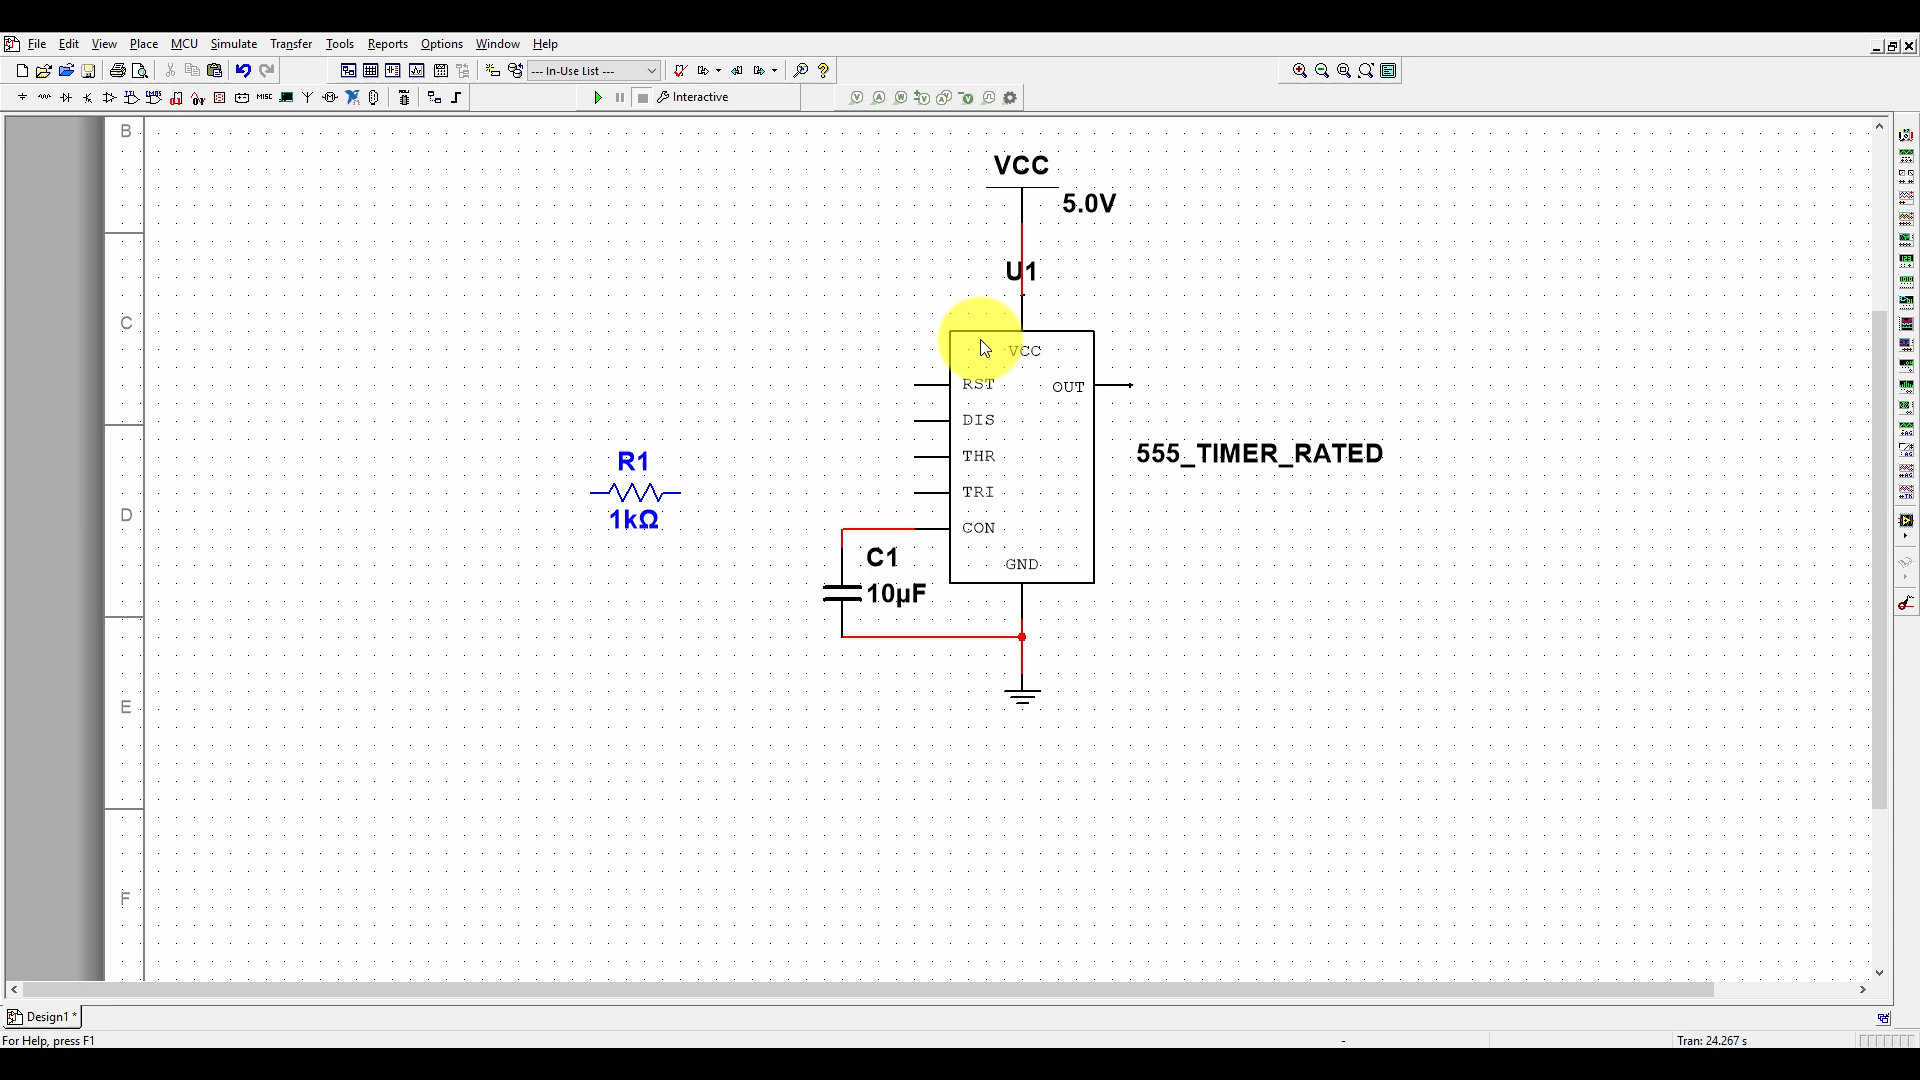 File Edit View Place MCU Simulate Transfer Tools Reports Options Window Help
--- In-Use List ---
MISC
Interactive
B
C
D
E
F
VCC
5.0V
U1
VCC
RST
OUT
DIS
THR
TRI
CON
GND
555_TIMER_RATED
R1
1kΩ
C1
10µF
Design1 *
For Help, press F1
-
Tran: 24.267 s